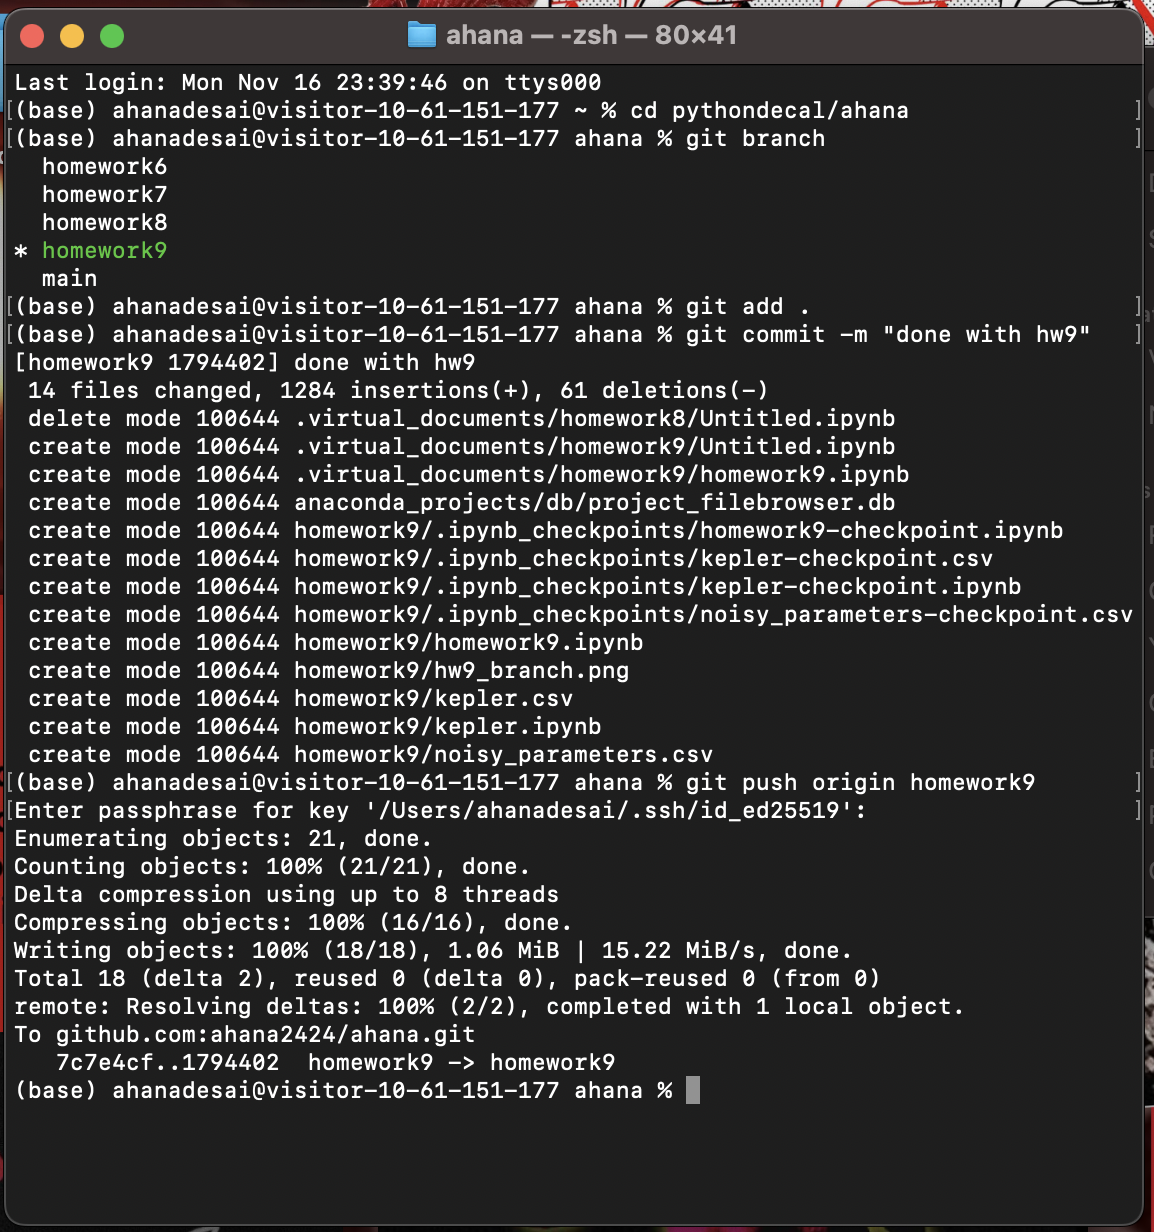 ahana — -zsh — 80×41
Last login: Mon Nov 16 23:39:46 on ttys000
[(base) ahanadesai@visitor-10-61-151-177 ~ % cd pythondecal/ahana ]
[(base) ahanadesai@visitor-10-61-151-177 ahana % git branch ]
  homework6
  homework7
  homework8
* homework9
  main
[(base) ahanadesai@visitor-10-61-151-177 ahana % git add . ]
[(base) ahanadesai@visitor-10-61-151-177 ahana % git commit -m "done with hw9" ]
[homework9 1794402] done with hw9
 14 files changed, 1284 insertions(+), 61 deletions(-)
 delete mode 100644 .virtual_documents/homework8/Untitled.ipynb
 create mode 100644 .virtual_documents/homework9/Untitled.ipynb
 create mode 100644 .virtual_documents/homework9/homework9.ipynb
 create mode 100644 anaconda_projects/db/project_filebrowser.db
 create mode 100644 homework9/.ipynb_checkpoints/homework9-checkpoint.ipynb
 create mode 100644 homework9/.ipynb_checkpoints/kepler-checkpoint.csv
 create mode 100644 homework9/.ipynb_checkpoints/kepler-checkpoint.ipynb
 create mode 100644 homework9/.ipynb_checkpoints/noisy_parameters-checkpoint.csv
 create mode 100644 homework9/homework9.ipynb
 create mode 100644 homework9/hw9_branch.png
 create mode 100644 homework9/kepler.csv
 create mode 100644 homework9/kepler.ipynb
 create mode 100644 homework9/noisy_parameters.csv
[(base) ahanadesai@visitor-10-61-151-177 ahana % git push origin homework9 ]
[Enter passphrase for key '/Users/ahanadesai/.ssh/id_ed25519': ]
Enumerating objects: 21, done.
Counting objects: 100% (21/21), done.
Delta compression using up to 8 threads
Compressing objects: 100% (16/16), done.
Writing objects: 100% (18/18), 1.06 MiB | 15.22 MiB/s, done.
Total 18 (delta 2), reused 0 (delta 0), pack-reused 0 (from 0)
remote: Resolving deltas: 100% (2/2), completed with 1 local object.
To github.com:ahana2424/ahana.git
   7c7e4cf..1794402  homework9 -> homework9
(base) ahanadesai@visitor-10-61-151-177 ahana %